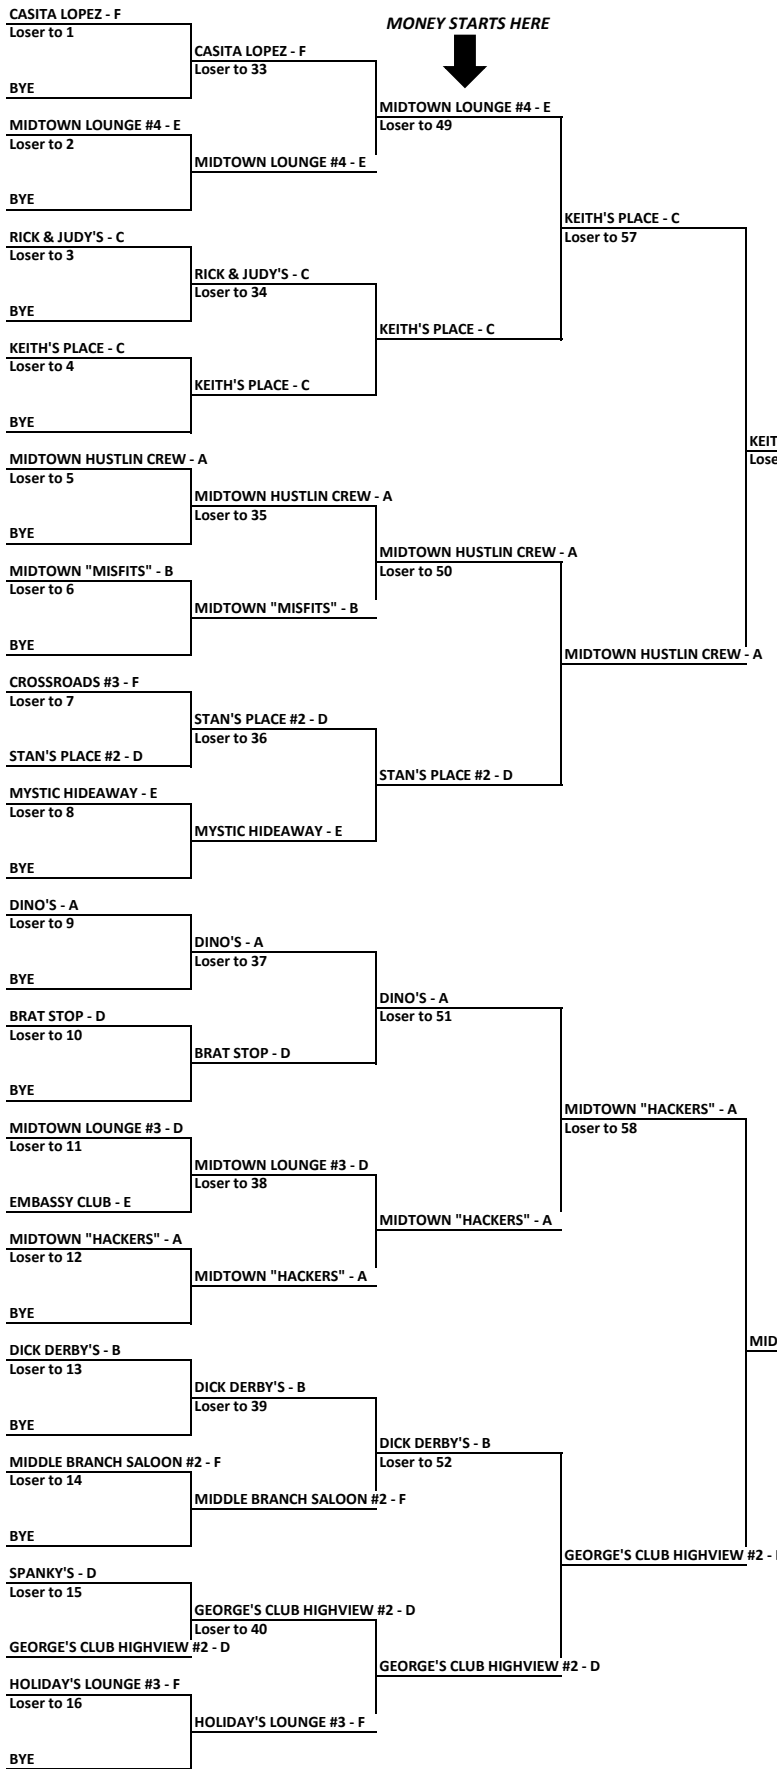 CASITA LOPEZ - F
Loser to 1
BYE
MIDTOWN LOUNGE #4 - E
Loser to 2
BYE
RICK & JUDY'S - C
Loser to 3
BYE
KEITH'S PLACE - C
Loser to 4
BYE
MIDTOWN HUSTLIN CREW - A
Loser to 5
BYE
MIDTOWN "MISFITS" - B
Loser to 6
BYE
CROSSROADS #3 - F
Loser to 7
STAN'S PLACE #2 - D
MYSTIC HIDEAWAY - E
Loser to 8
BYE
DINO'S - A
Loser to 9
BYE
BRAT STOP - D
Loser to 10
BYE
MIDTOWN LOUNGE #3 - D
Loser to 11
EMBASSY CLUB - E
MIDTOWN "HACKERS" - A
Loser to 12
BYE
DICK DERBY'S - B
Loser to 13
BYE
MIDDLE BRANCH SALOON #2 - F
Loser to 14
BYE
SPANKY'S - D
Loser to 15
GEORGE'S CLUB HIGHVIEW #2 - D
HOLIDAY'S LOUNGE #3 - F
Loser to 16
BYE
CASITA LOPEZ - F
Loser to 33
MIDTOWN LOUNGE #4 - E
RICK & JUDY'S - C
Loser to 34
KEITH'S PLACE - C
MIDTOWN HUSTLIN CREW - A
Loser to 35
MIDTOWN "MISFITS" - B
STAN'S PLACE #2 - D
Loser to 36
MYSTIC HIDEAWAY - E
DINO'S - A
Loser to 37
BRAT STOP - D
MIDTOWN LOUNGE #3 - D
Loser to 38
MIDTOWN "HACKERS" - A
DICK DERBY'S - B
Loser to 39
MIDDLE BRANCH SALOON #2 - F
GEORGE'S CLUB HIGHVIEW #2 - D
Loser to 40
HOLIDAY'S LOUNGE #3 - F
MONEY STARTS HERE
MIDTOWN LOUNGE #4 - E
Loser to 49
KEITH'S PLACE - C
MIDTOWN HUSTLIN CREW - A
Loser to 50
STAN'S PLACE #2 - D
DINO'S - A
Loser to 51
MIDTOWN "HACKERS" - A
DICK DERBY'S - B
Loser to 52
GEORGE'S CLUB HIGHVIEW #2 - D
KEITH'S PLACE - C
Loser to 57
MIDTOWN HUSTLIN CREW - A
MIDTOWN "HACKERS" - A
Loser to 58
GEORGE'S CLUB HIGHVIEW #2 -
KEIT
Lose
MID